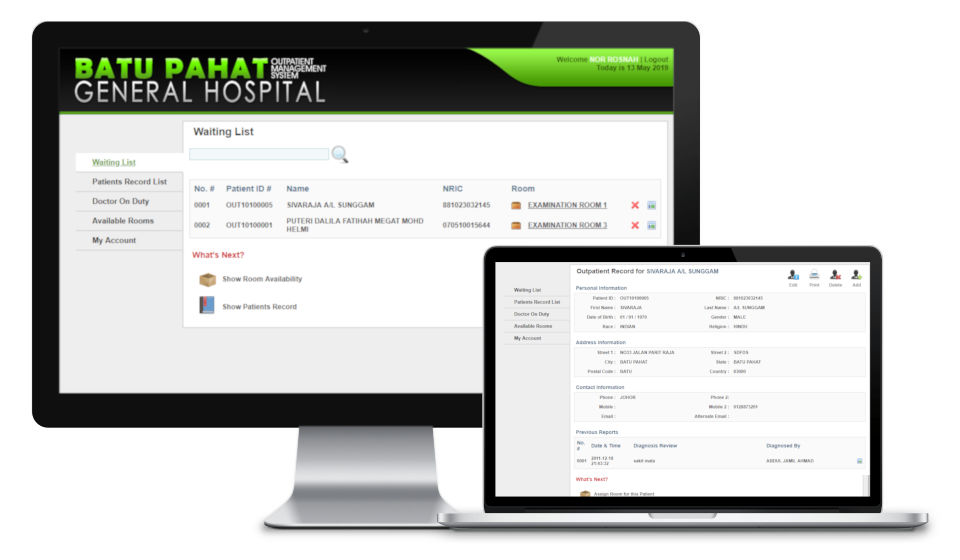 BATU PAHAT OUTPATIENT MANAGEMENT SYSTEM
GENERAL HOSPITAL
Welcome NOR ROSNAH | Logout
Today is 13 May 2019
Waiting List
Waiting List
Patients Record List
Doctor On Duty
Available Rooms
My Account
No. # Patient ID # Name NRIC Room
0001 OUT10100005 SIVARAJA A/L SUNGGAM 881023032145 EXAMINATION ROOM 1
0002 OUT10100001 PUTERI DALILA FATIHAH MEGAT MOHD HELMI 070510015644 EXAMINATION ROOM 3
What's Next?
Show Room Availability
Show Patients Record
Outpatient Record for SIVARAJA A/L SUNGGAM
Edit Print Delete Add
Waiting List
Patients Record List
Doctor On Duty
Available Rooms
My Account
Personal Information
Patient ID : OUT10100005 NRIC : 881023032145
First Name : SIVARAJA Last Name : A/L SUNGGAM
Date of Birth : 01 / 01 / 1970 Gender : MALE
Race : INDIAN Religion : HINDU
Address Information
Street 1 : NO33 JALAN PARIT RAJA Street 2 :
City : BATU PAHAT State : BATU PAHAT
Postal Code : BATU Country : 83000
Contact Information
Phone : JOHOR Phone 2:
Mobile : Mobile 2 : 0128871201
Email : Alternate Email :
Previous Reports
No. # Date & Time Diagnosis Review Diagnosed By
0001 2011-12-10 21:43:32 sakit mata ABDUL JAMIL AHMAD
What's Next?
Assign Room for this Patient